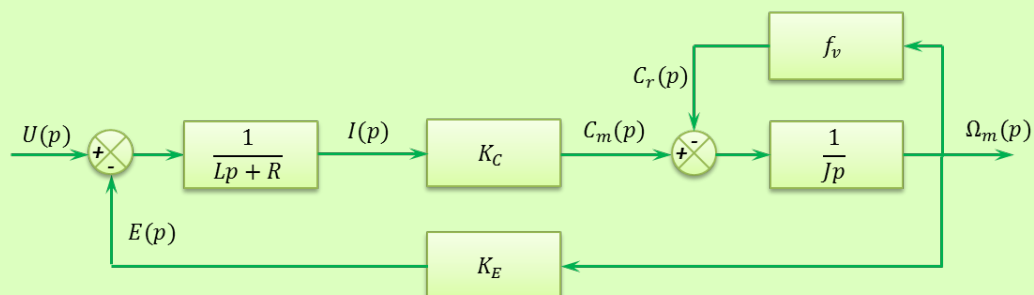 f_v
C_r(p)
U(p)
+
-
1
Lp + R
I(p)
K_C
C_m(p)
-
+
1
Jp
Ω_m(p)
E(p)
K_E